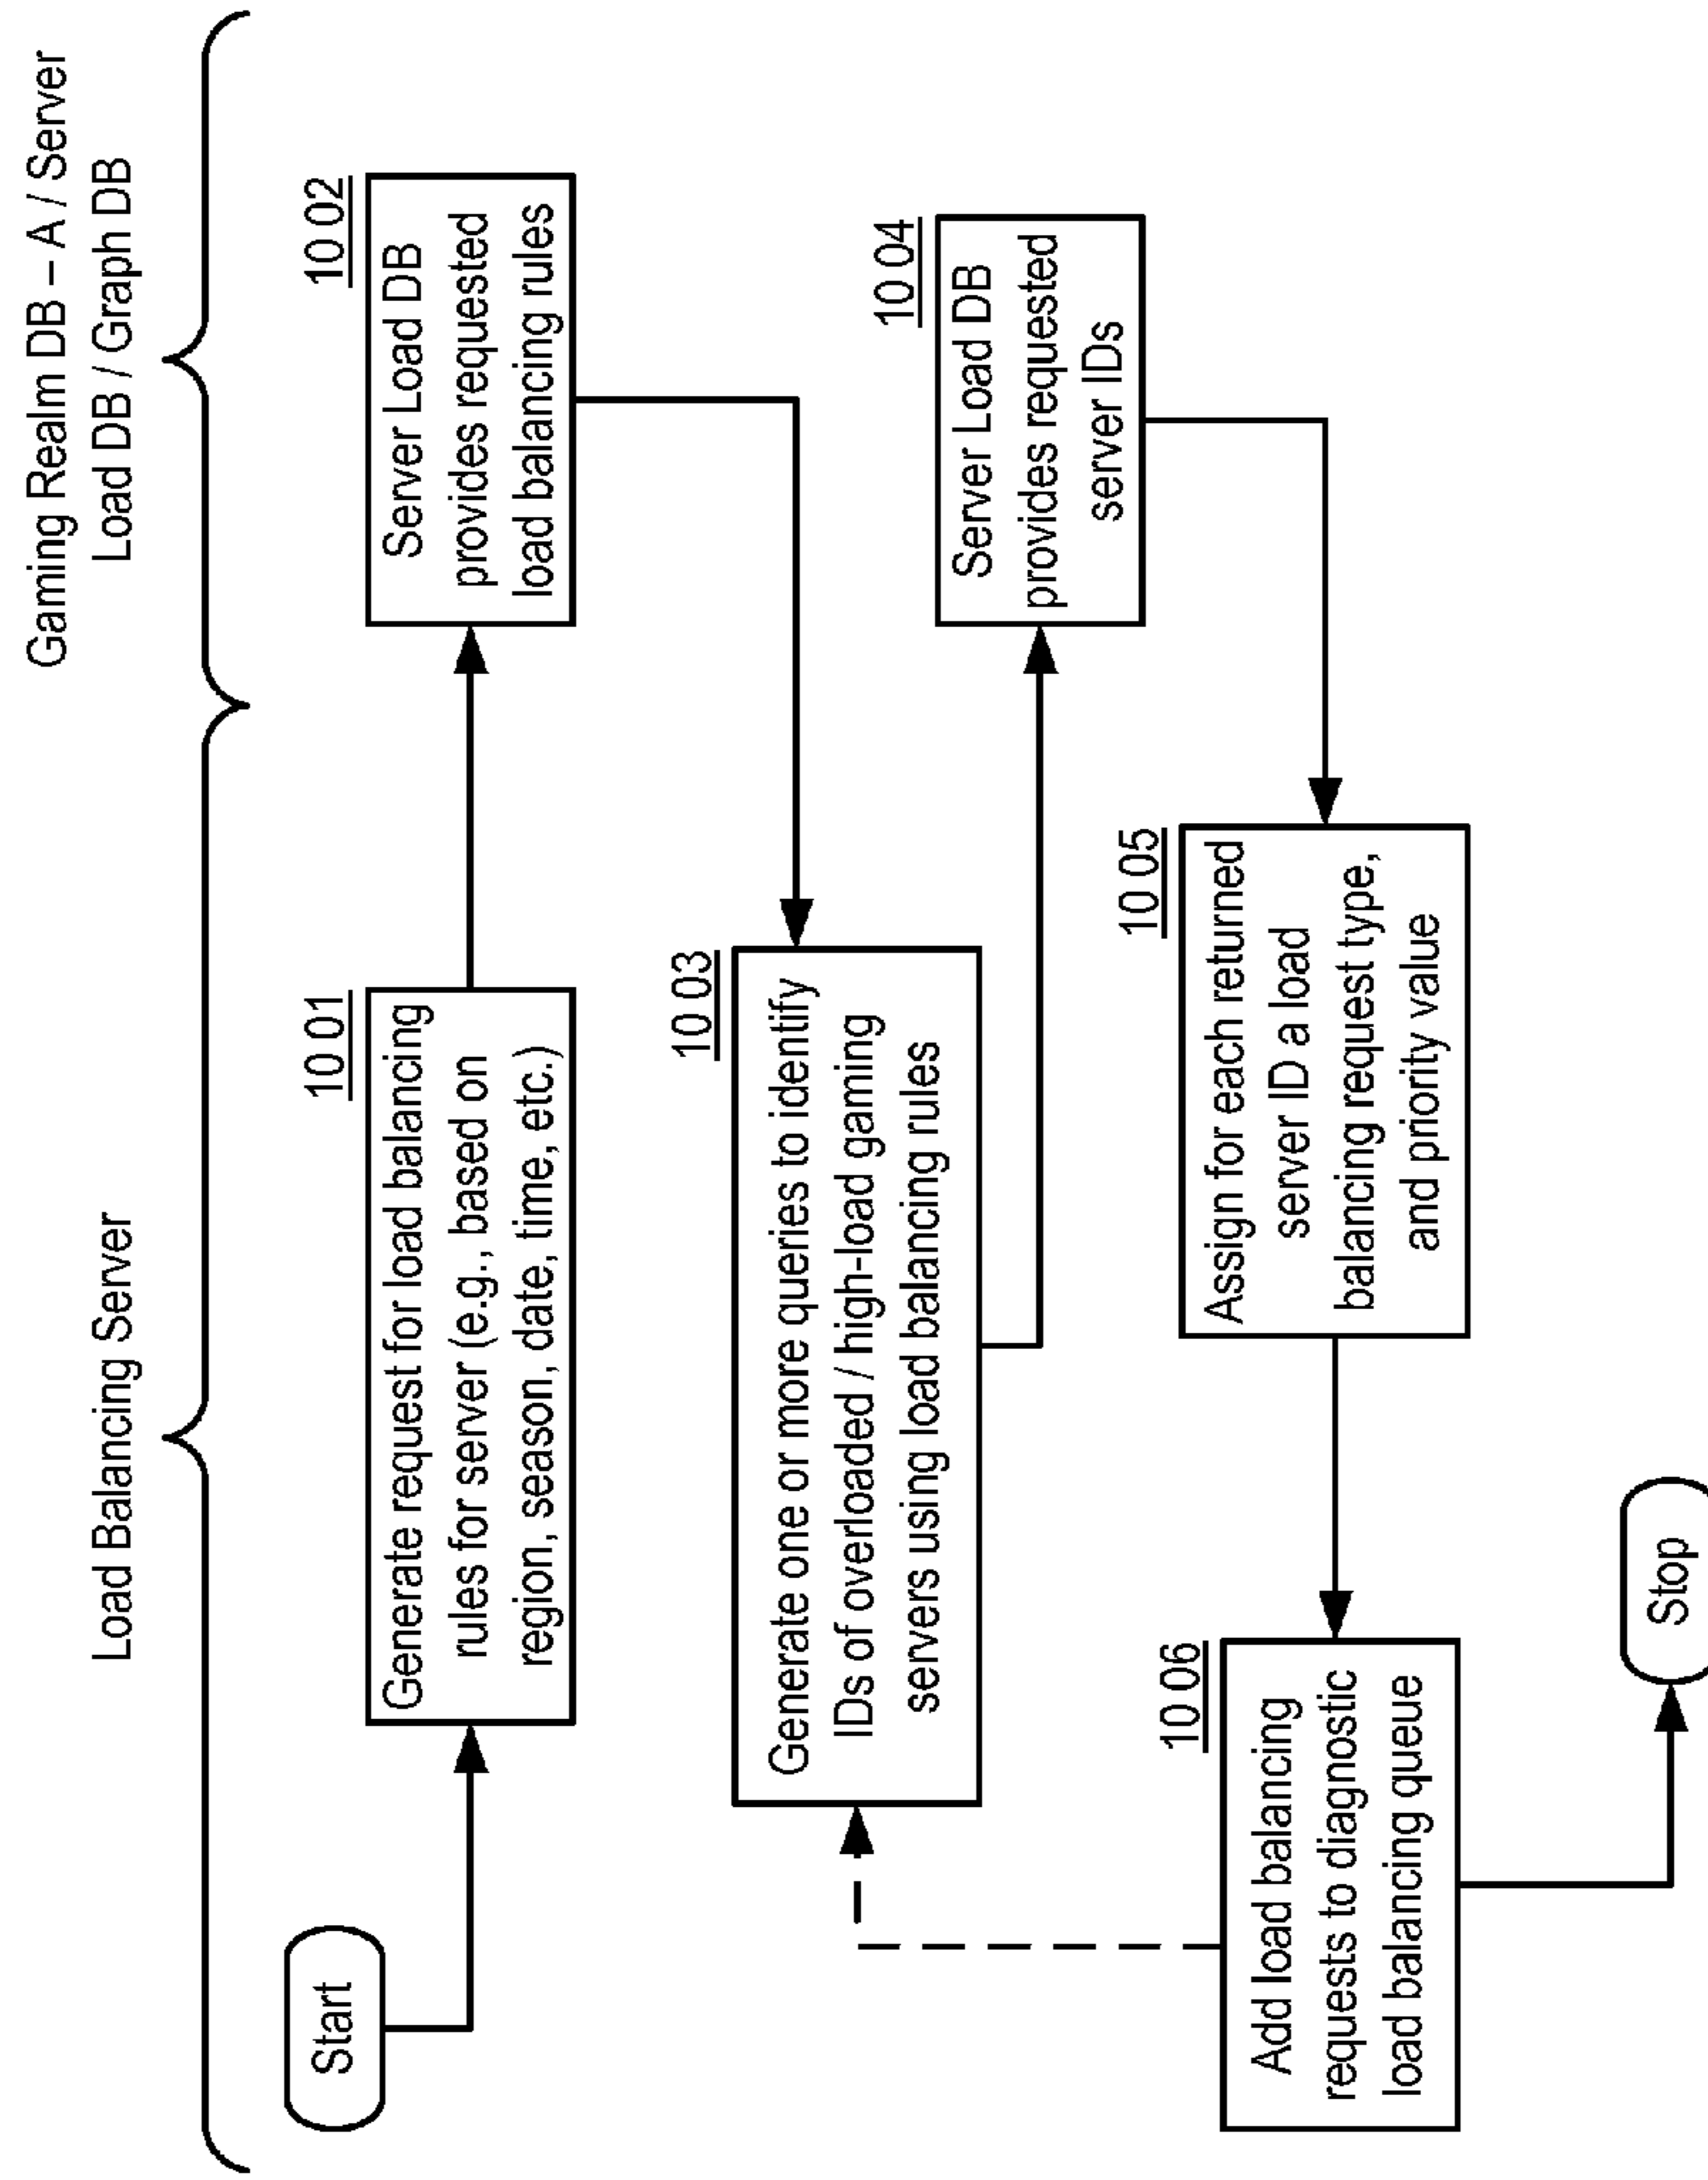 Load Balancing Server
Gaming Realm DB – A / Server
Load DB / Graph DB
Start
10 01
Generate request for load balancing
rules for server (e.g., based on
region, season, date, time, etc.)
10 02
Server Load DB
provides requested
load balancing rules
10 03
Generate one or more queries to identify
IDs of overloaded / high-load gaming
servers using load balancing rules
10 04
Server Load DB
provides requested
server IDs
10 05
Assign for each returned
server ID a load
balancing request type,
and priority value
10 06
Add load balancing
requests to diagnostic
load balancing queue
Stop